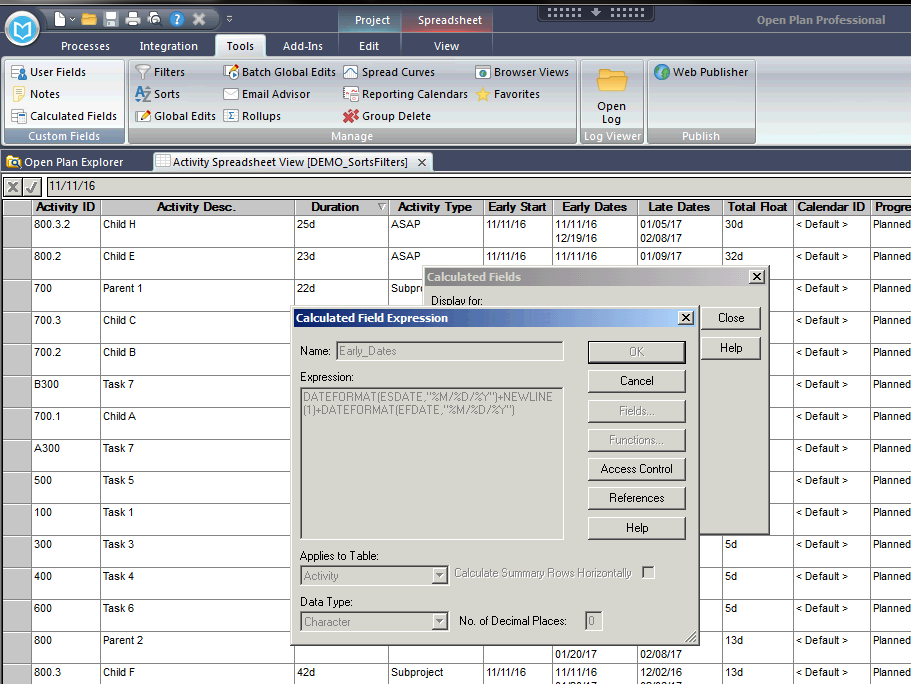 Project Spreadsheet Open Plan Professional
Processes Integration Tools Add-Ins Edit View
User Fields Filters Batch Global Edits Spread Curves Browser Views Web Publisher
Notes Sorts Email Advisor Reporting Calendars Favorites
Calculated Fields Global Edits Rollups Group Delete Open
Log
Custom Fields Manage Log Viewer Publish
Open Plan Explorer Activity Spreadsheet View [DEMO_SortsFilters]
11/11/16
Activity ID Activity Desc. Duration Activity Type Early Start Early Dates Late Dates Total Float Calendar ID Progre
800.3.2 Child H 25d ASAP 11/11/16 11/11/16 01/05/17 30d < Default > Planned
12/19/16 02/08/17
800.2 Child E 23d ASAP 11/11/16 11/11/16 01/09/17 32d < Default > Planned
700 Parent 1 22d Subpro < Default > Planned
700.3 Child C < Default > Planned
700.2 Child B < Default > Planned
B300 Task 7 < Default > Planned
700.1 Child A < Default > Planned
A300 Task 7 < Default > Planned
500 Task 5 < Default > Planned
100 Task 1 < Default > Planned
300 Task 3 5d < Default > Planned
400 Task 4 5d < Default > Planned
600 Task 6 5d < Default > Planned
800 Parent 2 13d < Default > Planned
01/20/17 02/08/17
800.3 Child F 42d Subproject 11/11/16 11/11/16 12/02/16 13d < Default > Planned
Calculated Fields
Display for:
Close
Help
Calculated Field Expression
Name: Early_Dates
OK
Expression:
Cancel
DATEFORMAT(ESDATE,"%M/%D/%Y")+NEWLINE
(1)+DATEFORMAT(EFDATE,"%M/%D/%Y")
Fields...
Functions...
Access Control
References
Help
Applies to Table:
Activity
Calculate Summary Rows Horizontally
Data Type:
Character
No. of Decimal Places: 0